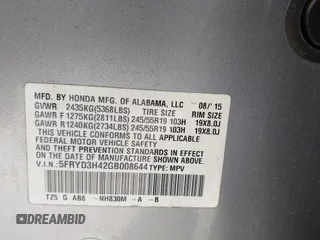 MFD. BY HONDA MFG. OF ALABAMA, LLC 08/'15
GVWR 2435KG(5368LBS) TIRE SIZE RIM SIZE
GAWR F 1275KG(2811LBS) 245/55R19 103H 19X8.0J
GAWR R 1240KG(2734LBS) 245/55R19 103H 19X8.0J
THIS VEHICLE CONFORMS TO ALL APPLICABLE
FEDERAL MOTOR VEHICLE SAFETY AND THEFT
PREVENTION STANDARDS IN EFFECT ON THE DATE
OF MANUFACTURE SHOWN ABOVE.
V.I.N.: 5FRYD3H42GB008644 TYPE: MPV
TZ5 G AB8 NH830M - A - B
AUTOHELPERBOT.COM